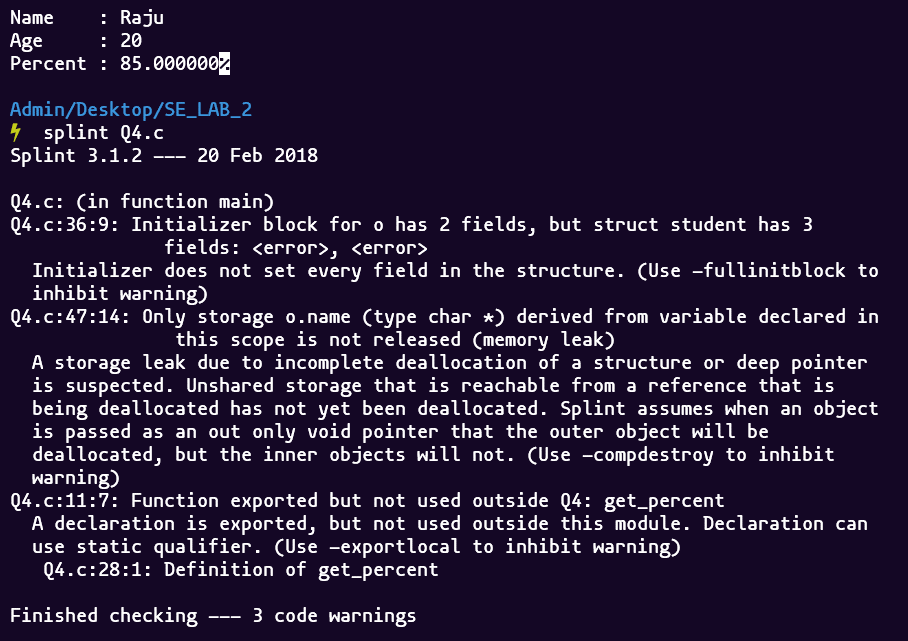 Name    : Raju
Age     : 20
Percent : 85.000000%
Admin/Desktop/SE_LAB_2
splint Q4.c
Splint 3.1.2 --- 20 Feb 2018
Q4.c: (in function main)
Q4.c:36:9: Initializer block for o has 2 fields, but struct student has 3
fields: <error>, <error>
Initializer does not set every field in the structure. (Use -fullinitblock to
inhibit warning)
Q4.c:47:14: Only storage o.name (type char *) derived from variable declared in
this scope is not released (memory leak)
A storage leak due to incomplete deallocation of a structure or deep pointer
is suspected. Unshared storage that is reachable from a reference that is
being deallocated has not yet been deallocated. Splint assumes when an object
is passed as an out only void pointer that the outer object will be
deallocated, but the inner objects will not. (Use -compdestroy to inhibit
warning)
Q4.c:11:7: Function exported but not used outside Q4: get_percent
A declaration is exported, but not used outside this module. Declaration can
use static qualifier. (Use -exportlocal to inhibit warning)
Q4.c:28:1: Definition of get_percent
Finished checking --- 3 code warnings